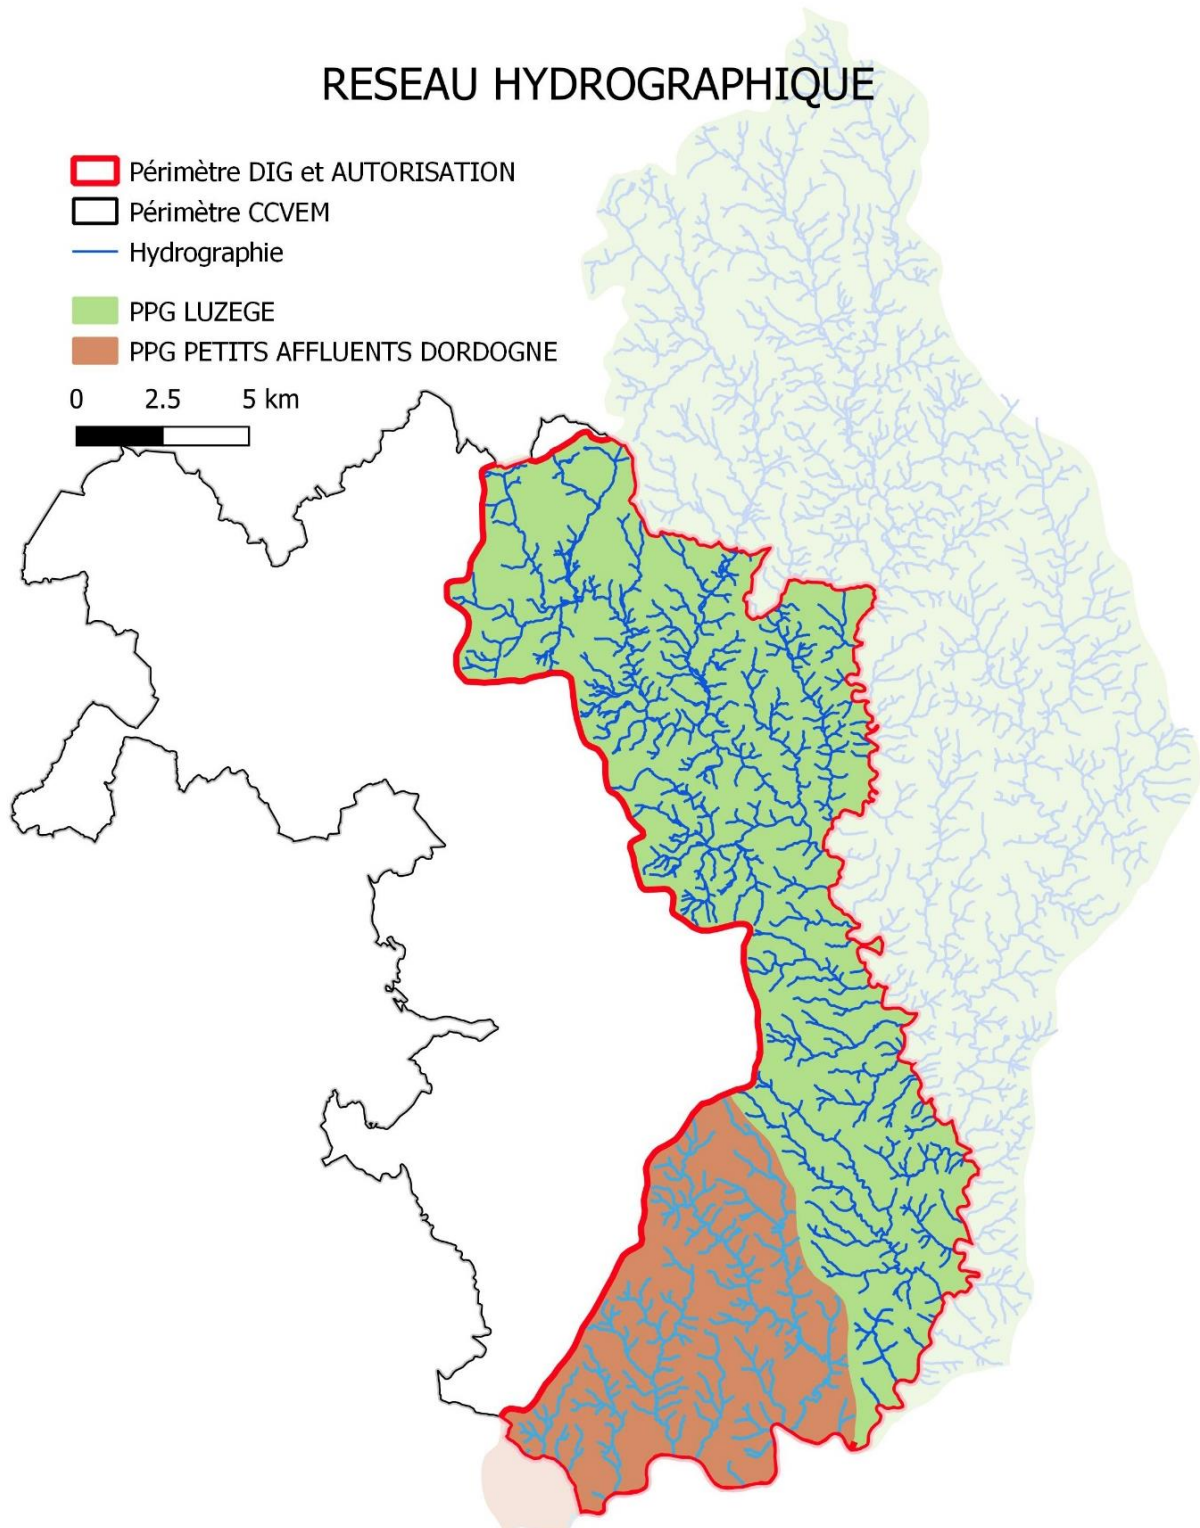 RESEAU HYDROGRAPHIQUE
Périmètre DIG et AUTORISATION
Périmètre CCVEM
Hydrographie
PPG LUZEGE
PPG PETITS AFFLUENTS DORDOGNE
0 2.5 5 km